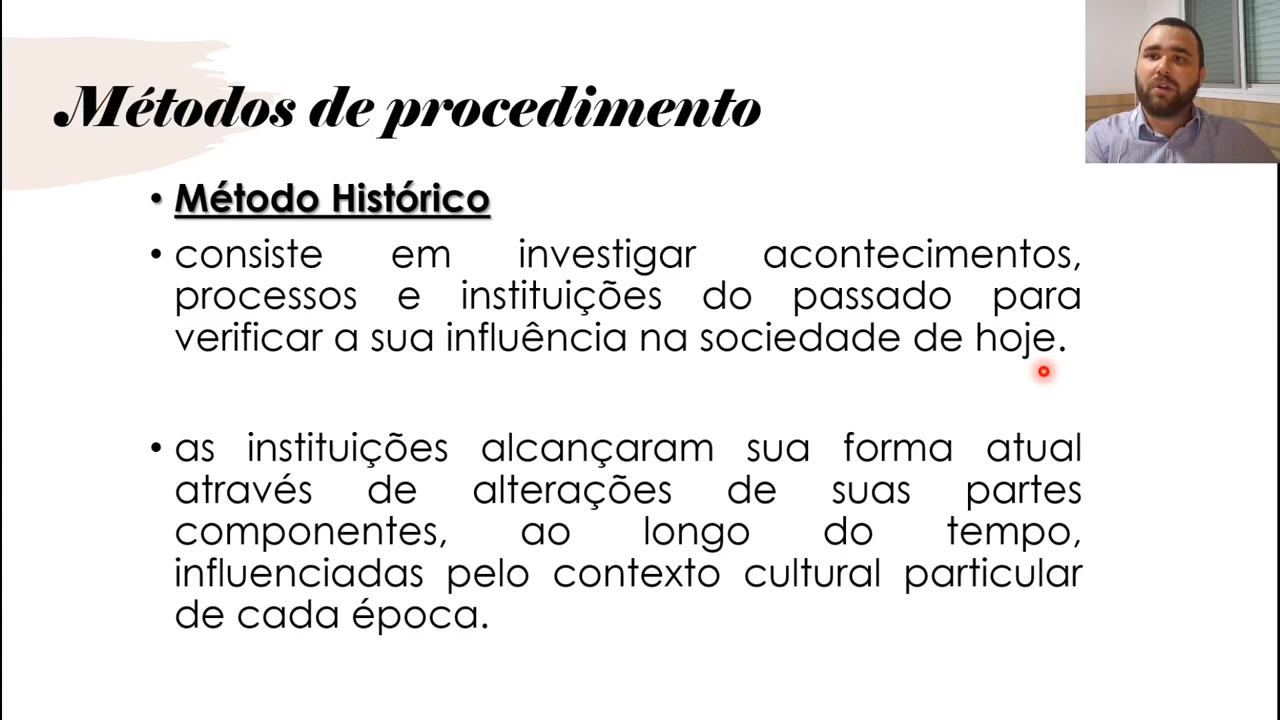 Métodos de procedimento
• Método Histórico
• consiste em investigar acontecimentos,
processos e instituições do passado para
verificar a sua influência na sociedade de hoje.
• as instituições alcançaram sua forma atual
através de alterações de suas partes
componentes, ao longo do tempo,
influenciadas pelo contexto cultural particular
de cada época.